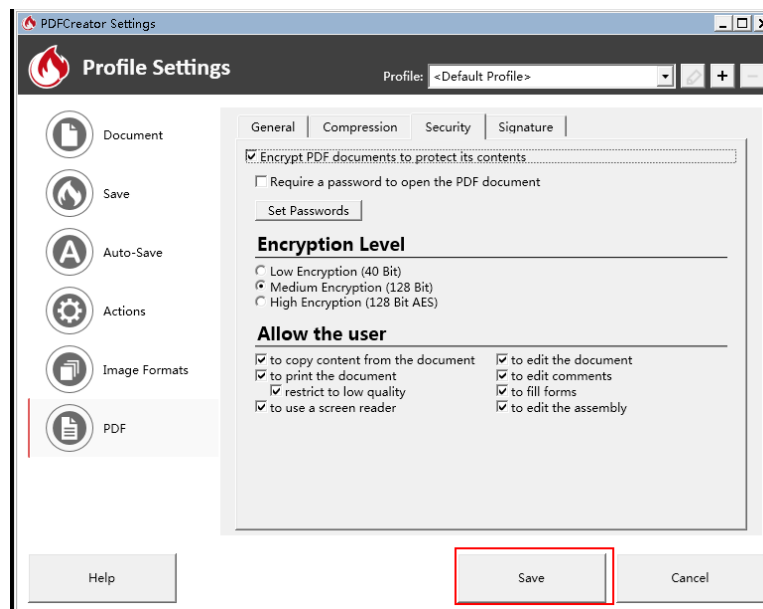 PDFCreator Settings
Profile Settings
Profile: <Default Profile>
Document
Save
Auto-Save
Actions
Image Formats
PDF
General Compression Security Signature
Encrypt PDF documents to protect its contents
Require a password to open the PDF document
Set Passwords
Encryption Level
Low Encryption (40 Bit)
Medium Encryption (128 Bit)
High Encryption (128 Bit AES)
Allow the user
to copy content from the document to edit the document
to print the document to edit comments
restrict to low quality to fill forms
to use a screen reader to edit the assembly
Help Save Cancel